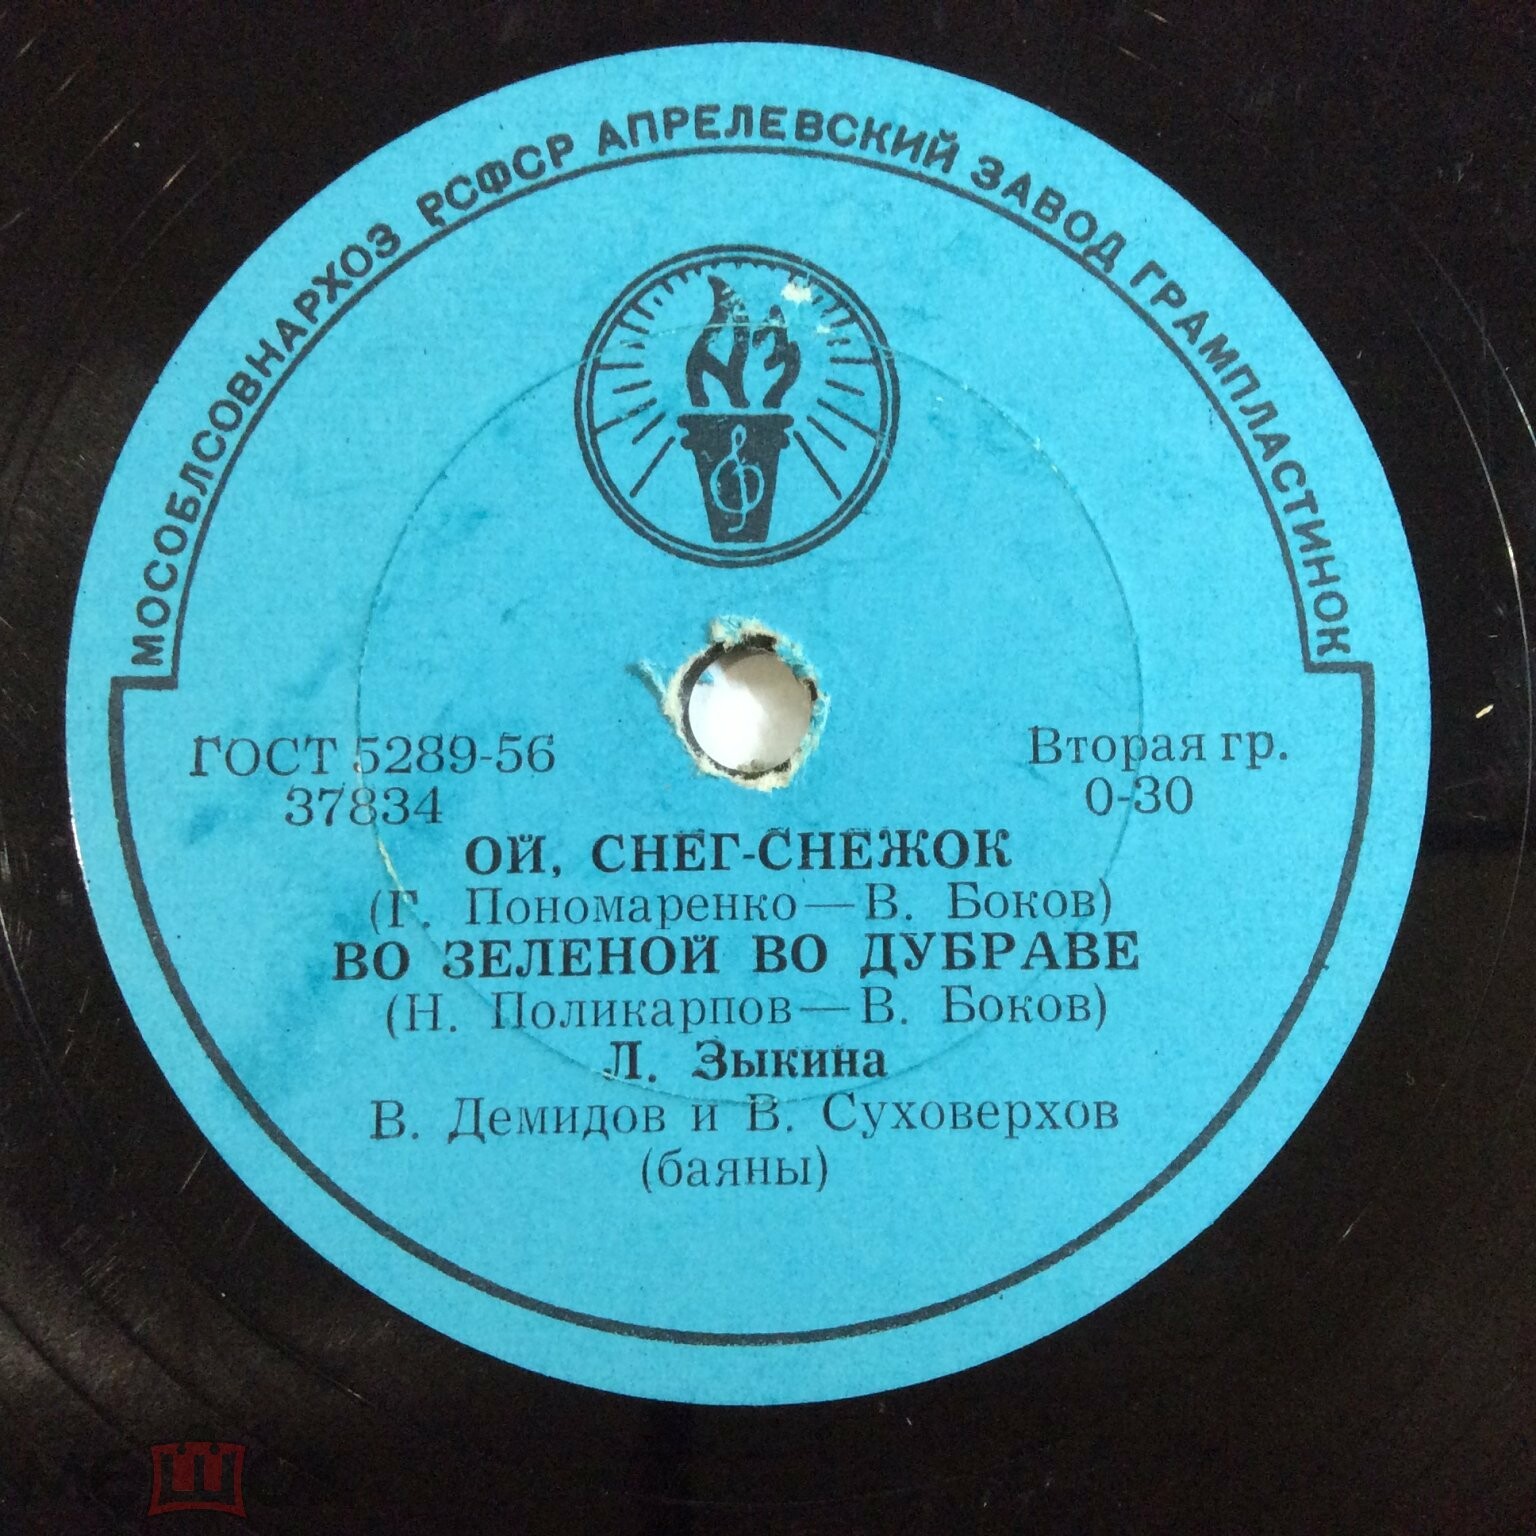 МОСОБЛСОВНАРХОЗ РСФСР АПРЕЛЕВСКИЙ ЗАВОД ГРАМПЛАСТИНОК
ГОСТ 5289-56
37834
Вторая гр.
0-30
ОЙ, СНЕГ-СНЕЖОК
(Г. Пономаренко—В. Боков)
ВО ЗЕЛЕНОЙ ВО ДУБРАВЕ
(Н. Поликарпов—В. Боков)
Л. Зыкина
В. Демидов и В. Суховерхов
(баяны)